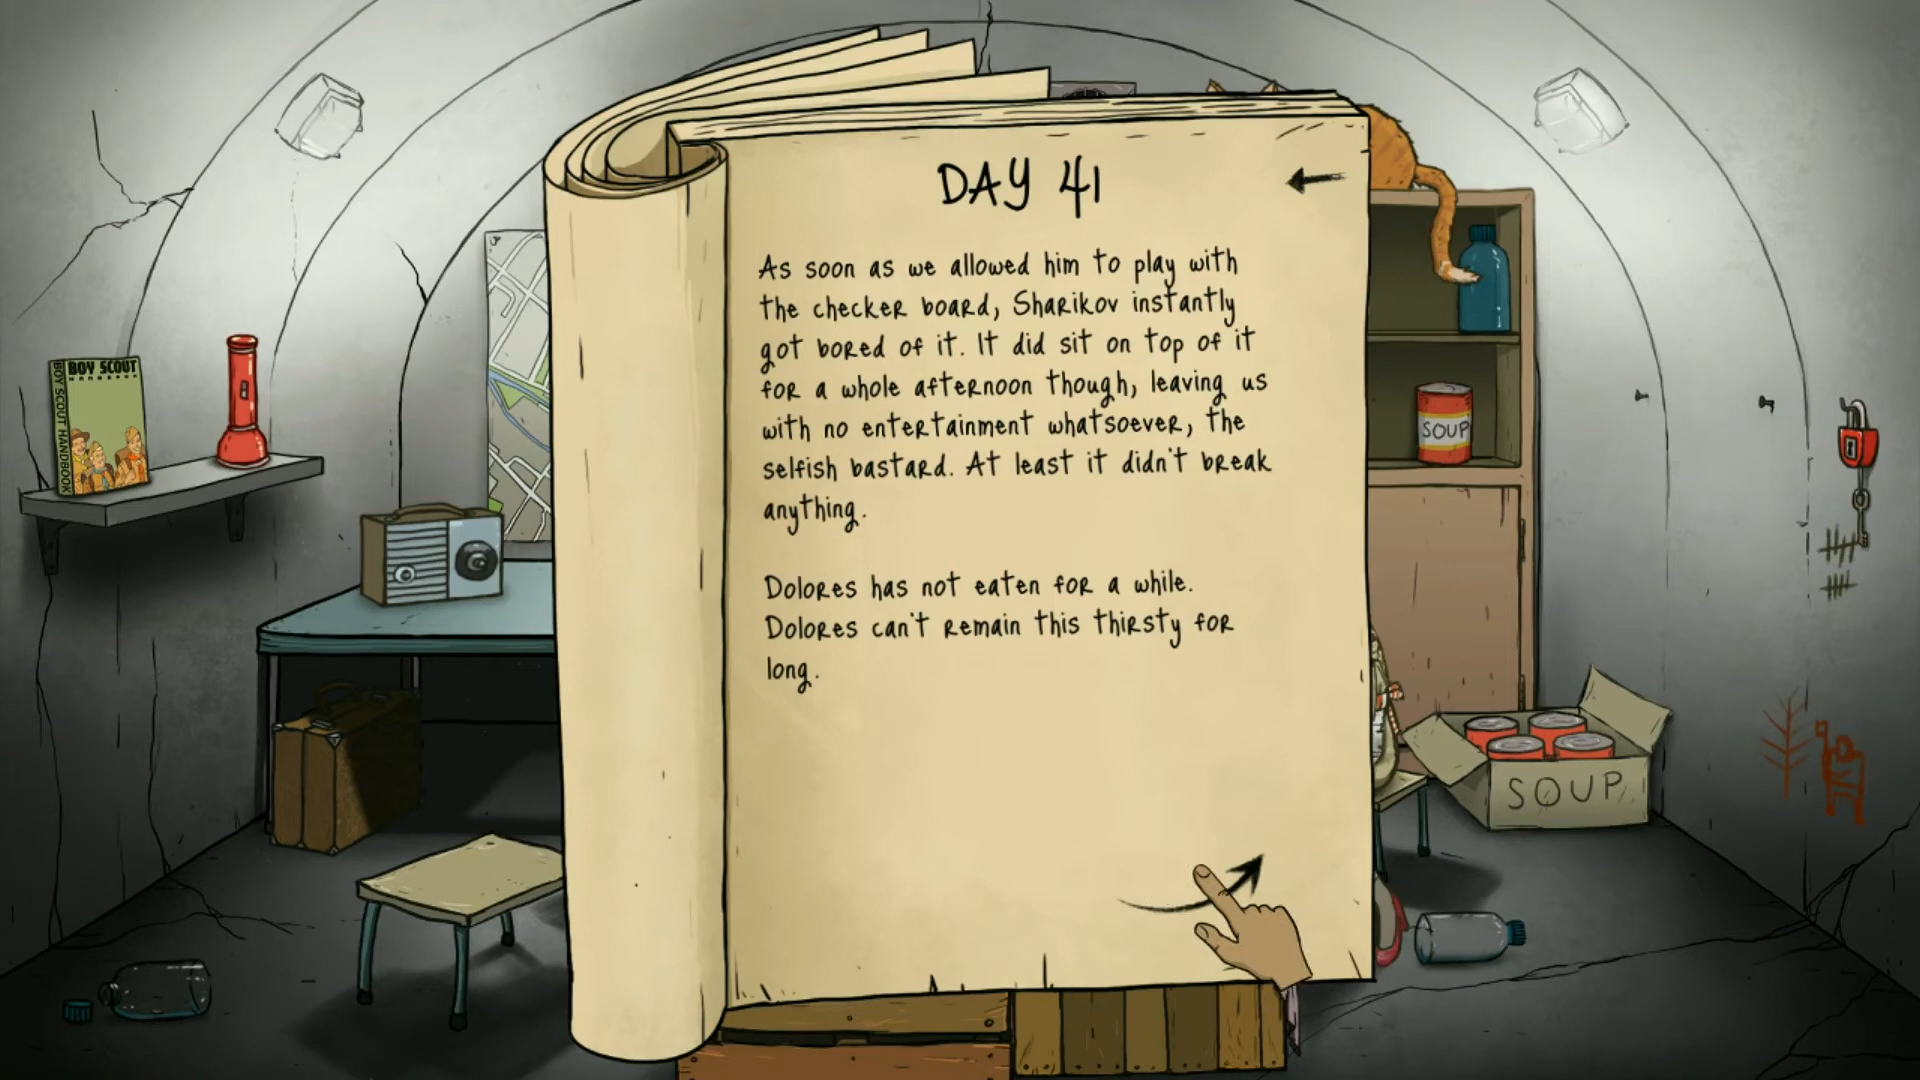 DAY 41
As soon as we allowed him to play with
the checker board, Sharikov instantly
got bored of it. It did sit on top of it
for a whole afternoon though, leaving us
with no entertainment whatsoever, the
selfish bastard. At least it didn't break
anything.
Dolores has not eaten for a while.
Dolores can't remain this thirsty for
long.
BOY SCOUT
HANDBOOK
BOY SCOUT HANDBOOK
SOUP
SOUP